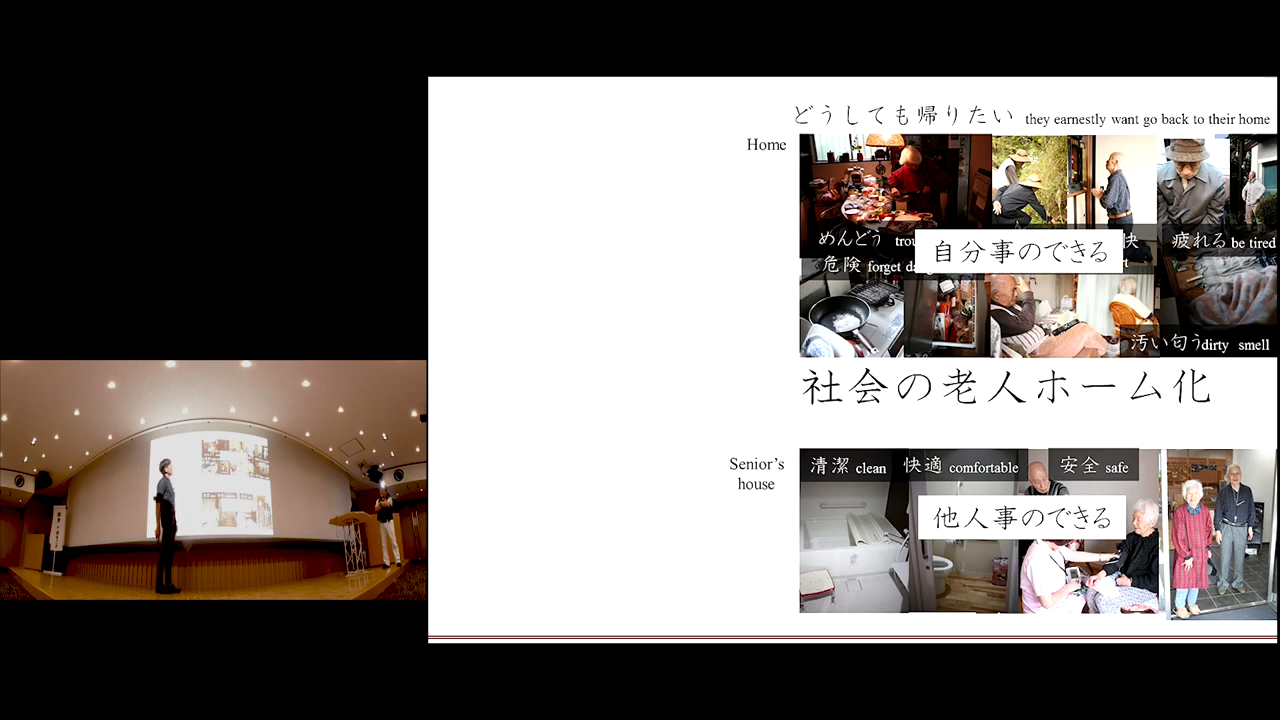 どうしても帰りたい they earnestly want go back to their home
Home
めんどう
自分事のできる
快
疲れる be tired
危険 forget
汚い匂う dirty smell
社会の老人ホーム化
Senior's
house
清潔 clean 快適 comfortable 安全 safe
他人事のできる